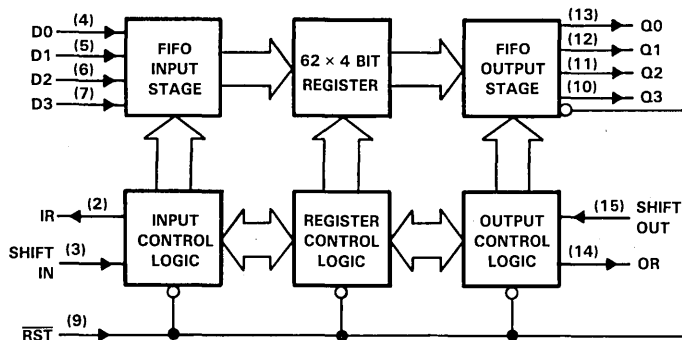 D0 (4)
D1 (5)
D2 (6)
D3 (7)
FIFO
INPUT
STAGE
62 × 4 BIT
REGISTER
FIFO
OUTPUT
STAGE
(13) Q0
(12) Q1
(11) Q2
(10) Q3
IR (2)
SHIFT (3)
IN
INPUT
CONTROL
LOGIC
REGISTER
CONTROL
LOGIC
OUTPUT
CONTROL
LOGIC
(15) SHIFT
OUT
(14) OR
R̅S̅T̅ (9)